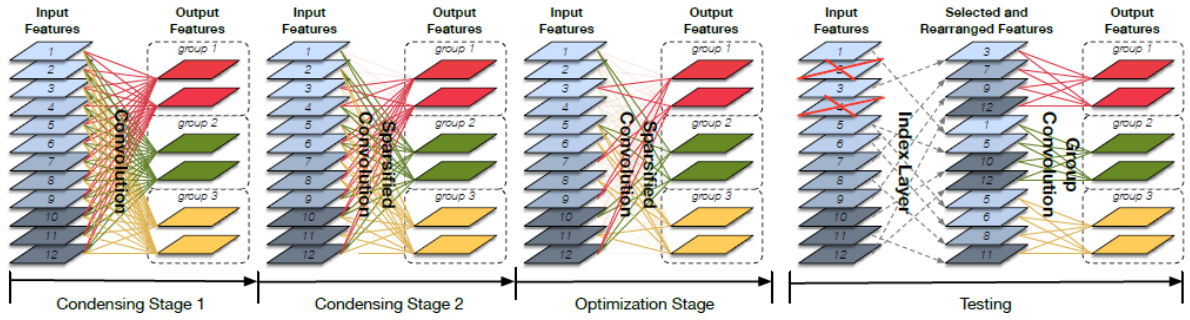 Input
Features
Output
Features
1
2
3
4
5
6
7
8
9
10
11
12
Convolution
group 1
group 2
group 3
Condensing Stage 1
Input
Features
Output
Features
1
2
3
4
5
6
7
8
9
10
11
12
Sparsified
Convolution
group 1
group 2
group 3
Condensing Stage 2
Input
Features
Output
Features
1
2
3
4
5
6
7
8
9
10
11
12
Sparsified
Convolution
group 1
group 2
group 3
Optimization Stage
Input
Features
Selected and
Rearranged Features
Output
Features
1
3
5
6
7
8
9
10
11
12
Index Layer
3
7
9
12
1
5
10
12
5
6
8
11
Group
Convolution
group 1
group 2
group 3
Testing